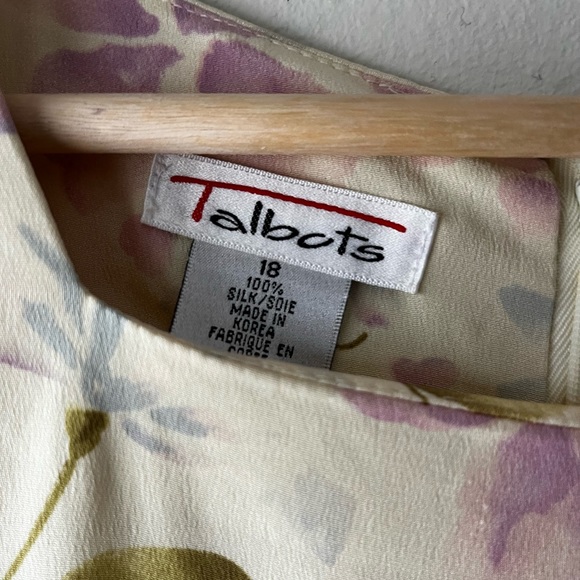 Talbots
18
100%
SILK/SOIE
MADE IN
KOREA
FABRIQUE EN